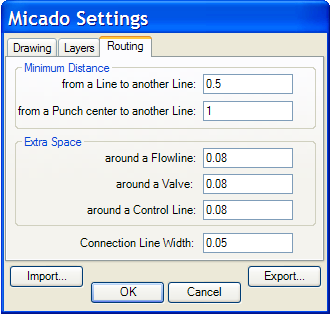 Micado Settings
Drawing Layers Routing
Minimum Distance
from a Line to another Line: 0.5
from a Punch center to another Line: 1
Extra Space
around a Flowline: 0.08
around a Valve: 0.08
around a Control Line: 0.08
Connection Line Width: 0.05
Import... Export...
OK Cancel